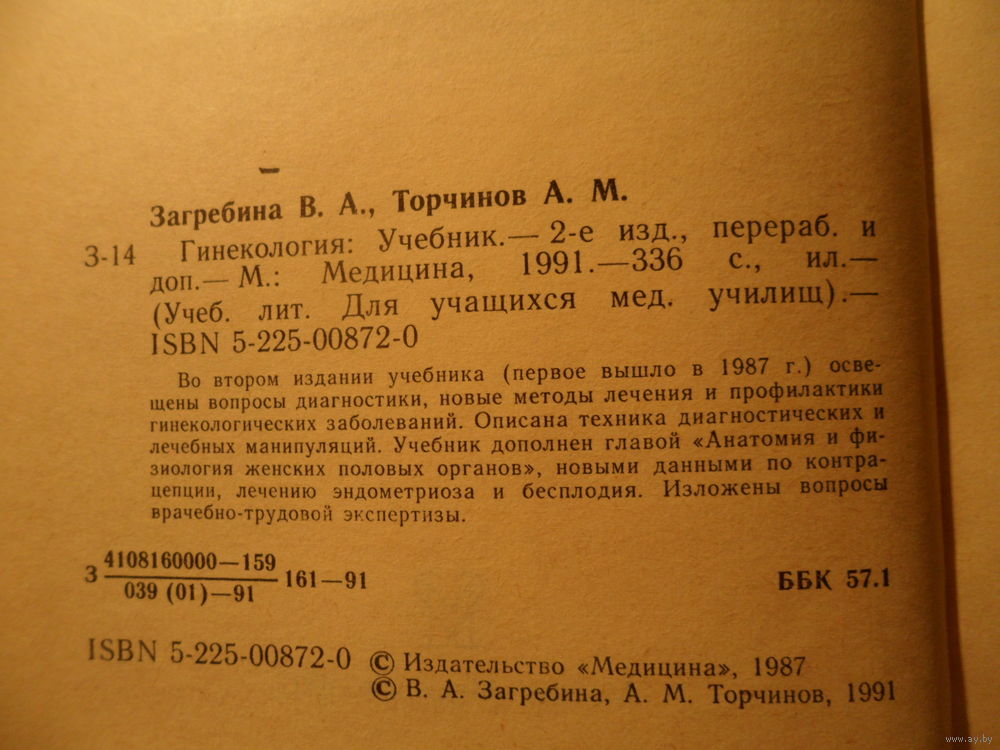 Загребина В. А., Торчинов А. М.
З-14 Гинекология: Учебник.— 2-е изд., перераб. и
доп.— М.: Медицина, 1991.—336 с., ил.—
(Учеб. лит. Для учащихся мед. училищ).—
ISBN 5-225-00872-0
Во втором издании учебника (первое вышло в 1987 г.) осве-
щены вопросы диагностики, новые методы лечения и профилактики
гинекологических заболеваний. Описана техника диагностических и
лечебных манипуляций. Учебник дополнен главой «Анатомия и фи-
зиология женских половых органов», новыми данными по контра-
цепции, лечению эндометриоза и бесплодия. Изложены вопросы
врачебно-трудовой экспертизы.
З 4108160000—159
039 (01)—91 161—91 ББК 57.1
ISBN 5-225-00872-0 © Издательство «Медицина», 1987
© В. А. Загребина, А. М. Торчинов, 1991
www.ay.by